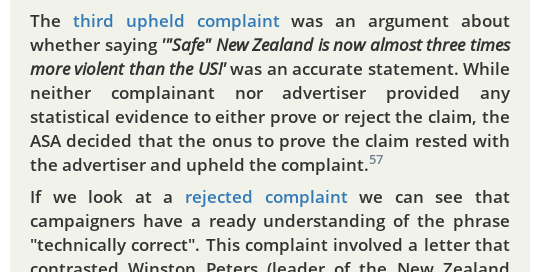 The third upheld complaint was an argument about
whether saying '"Safe" New Zealand is now almost three times
more violent than the US!' was an accurate statement. While
neither complainant nor advertiser provided any
statistical evidence to either prove or reject the claim, the
ASA decided that the onus to prove the claim rested with
the advertiser and upheld the complaint.57
If we look at a rejected complaint we can see that
campaigners have a ready understanding of the phrase
"technically correct". This complaint involved a letter that
contrasted Winston Peters (leader of the New Zealand